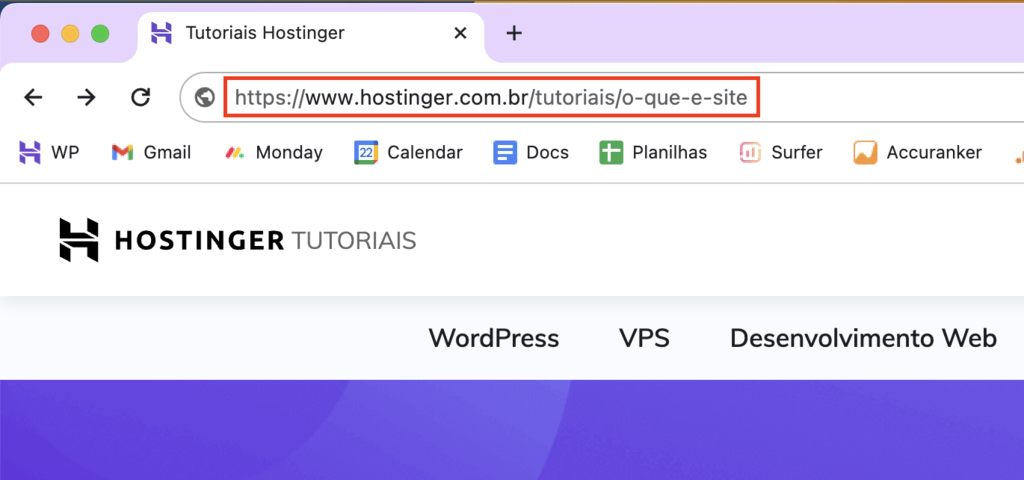 Tutoriais Hostinger
https://www.hostinger.com.br/tutoriais/o-que-e-site
WP Gmail Monday 22 Calendar Docs Planilhas Surfer Accuranker
HOSTINGER TUTORIAIS
WordPress VPS Desenvolvimento Web